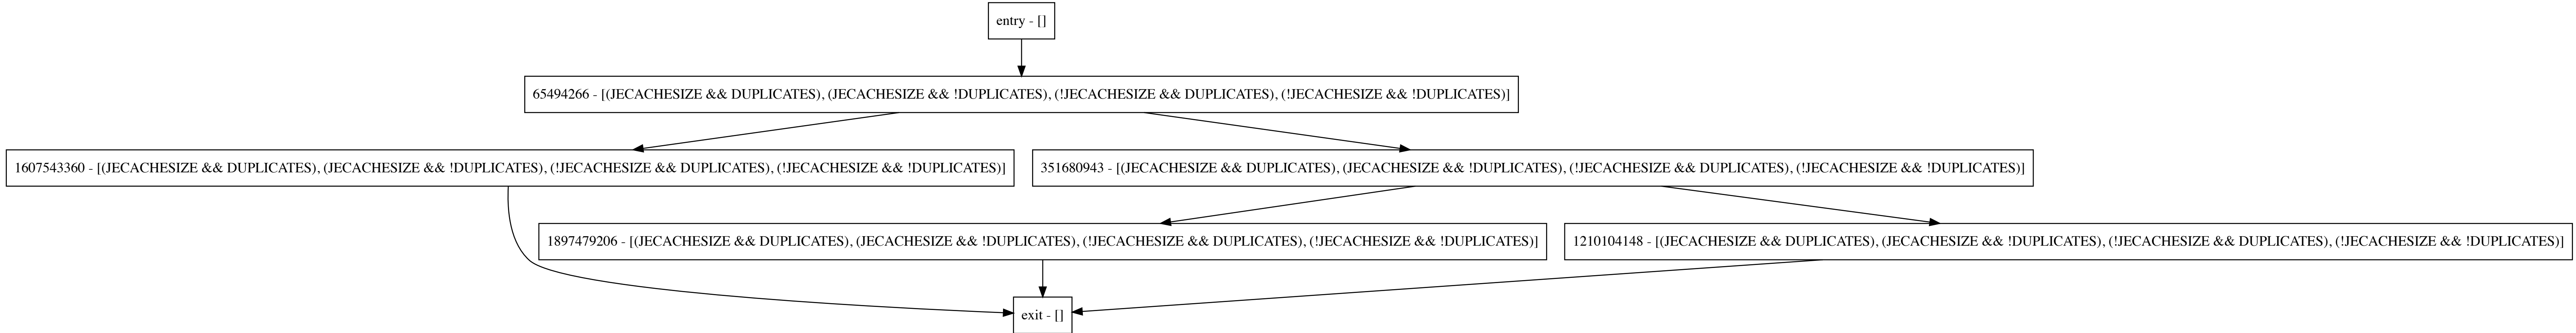 entry - []
65494266 - [(JECACHESIZE && DUPLICATES), (JECACHESIZE && !DUPLICATES), (!JECACHESIZE && DUPLICATES), (!JECACHESIZE && !DUPLICATES)]
1607543360 - [(JECACHESIZE && DUPLICATES), (JECACHESIZE && !DUPLICATES), (!JECACHESIZE && DUPLICATES), (!JECACHESIZE && !DUPLICATES)]
351680943 - [(JECACHESIZE && DUPLICATES), (JECACHESIZE && !DUPLICATES), (!JECACHESIZE && DUPLICATES), (!JECACHESIZE && !DUPLICATES)]
1897479206 - [(JECACHESIZE && DUPLICATES), (JECACHESIZE && !DUPLICATES), (!JECACHESIZE && DUPLICATES), (!JECACHESIZE && !DUPLICATES)]
1210104148 - [(JECACHESIZE && DUPLICATES), (JECACHESIZE && !DUPLICATES), (!JECACHESIZE && DUPLICATES), (!JECACHESIZE && !DUPLICATES)]
exit - []